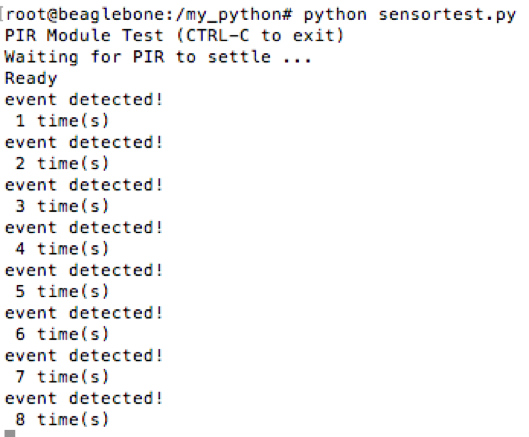 [root@beaglebone:/my_python# python sensortest.py
PIR Module Test (CTRL-C to exit)
Waiting for PIR to settle ...
Ready
event detected!
 1 time(s)
event detected!
 2 time(s)
event detected!
 3 time(s)
event detected!
 4 time(s)
event detected!
 5 time(s)
event detected!
 6 time(s)
event detected!
 7 time(s)
event detected!
 8 time(s)